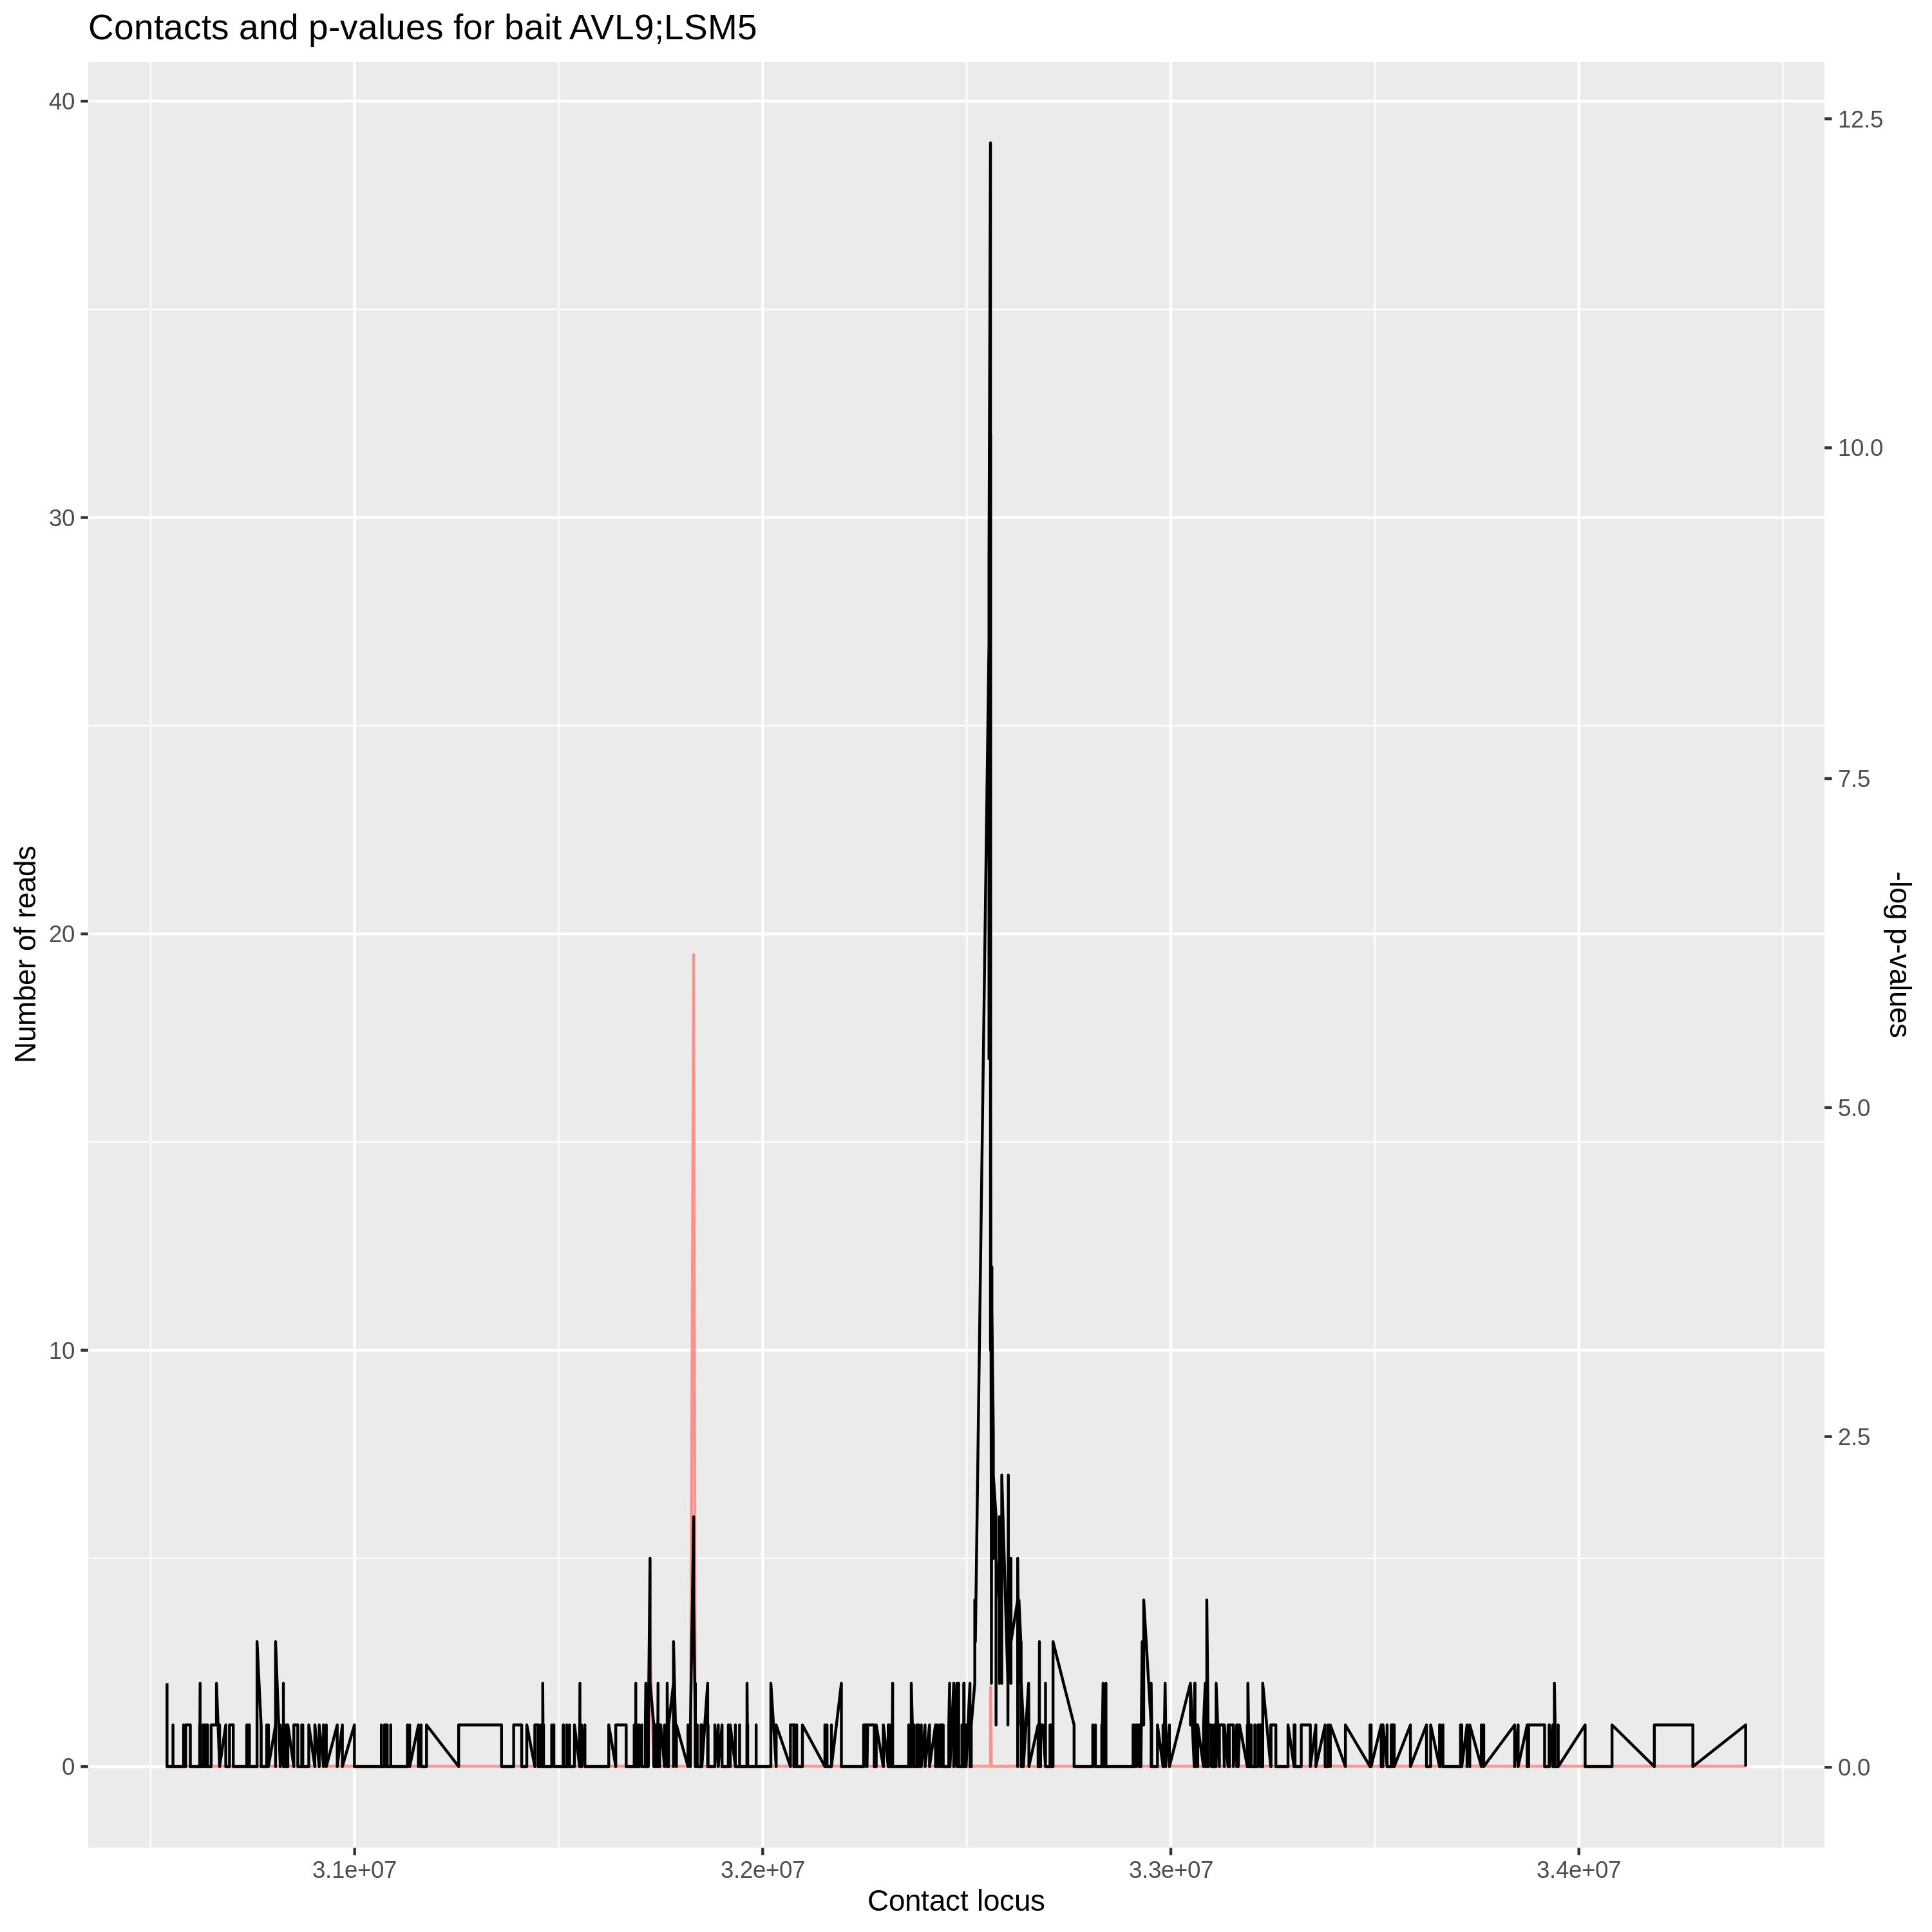 Contacts and p-values for bait AVL9;LSM5
Number of reads
40
30
20
10
0
12.5
10.0
7.5
5.0
2.5
0.0
-log p-values
3.1e+07
3.2e+07
3.3e+07
3.4e+07
Contact locus